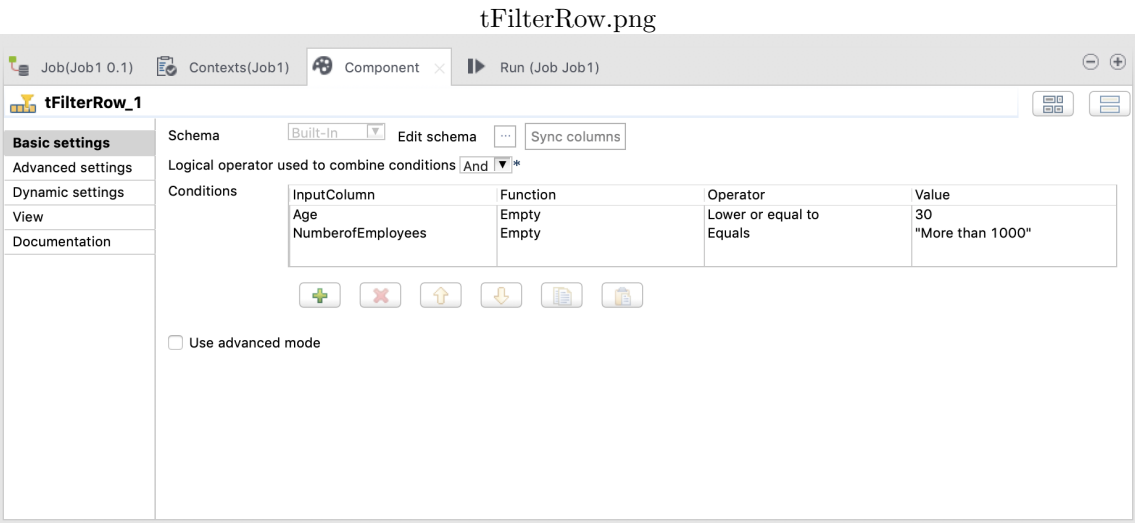 tFilterRow.png
Job(Job1 0.1) Contexts(Job1) Component Run (Job Job1)
tFilterRow_1
Basic settings
Advanced settings
Dynamic settings
View
Documentation
Schema Built-In Edit schema ... Sync columns
Logical operator used to combine conditions And *
Conditions
InputColumn Function Operator Value
Age Empty Lower or equal to 30
NumberofEmployees Empty Equals "More than 1000"
Use advanced mode